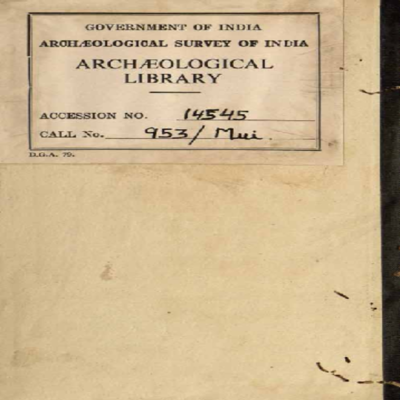 GOVERNMENT OF INDIA
ARCHÆOLOGICAL SURVEY OF INDIA
ARCHÆOLOGICAL
LIBRARY
ACCESSION NO. 14545
CALL No. 953/Mui.
D.G.A. 79.